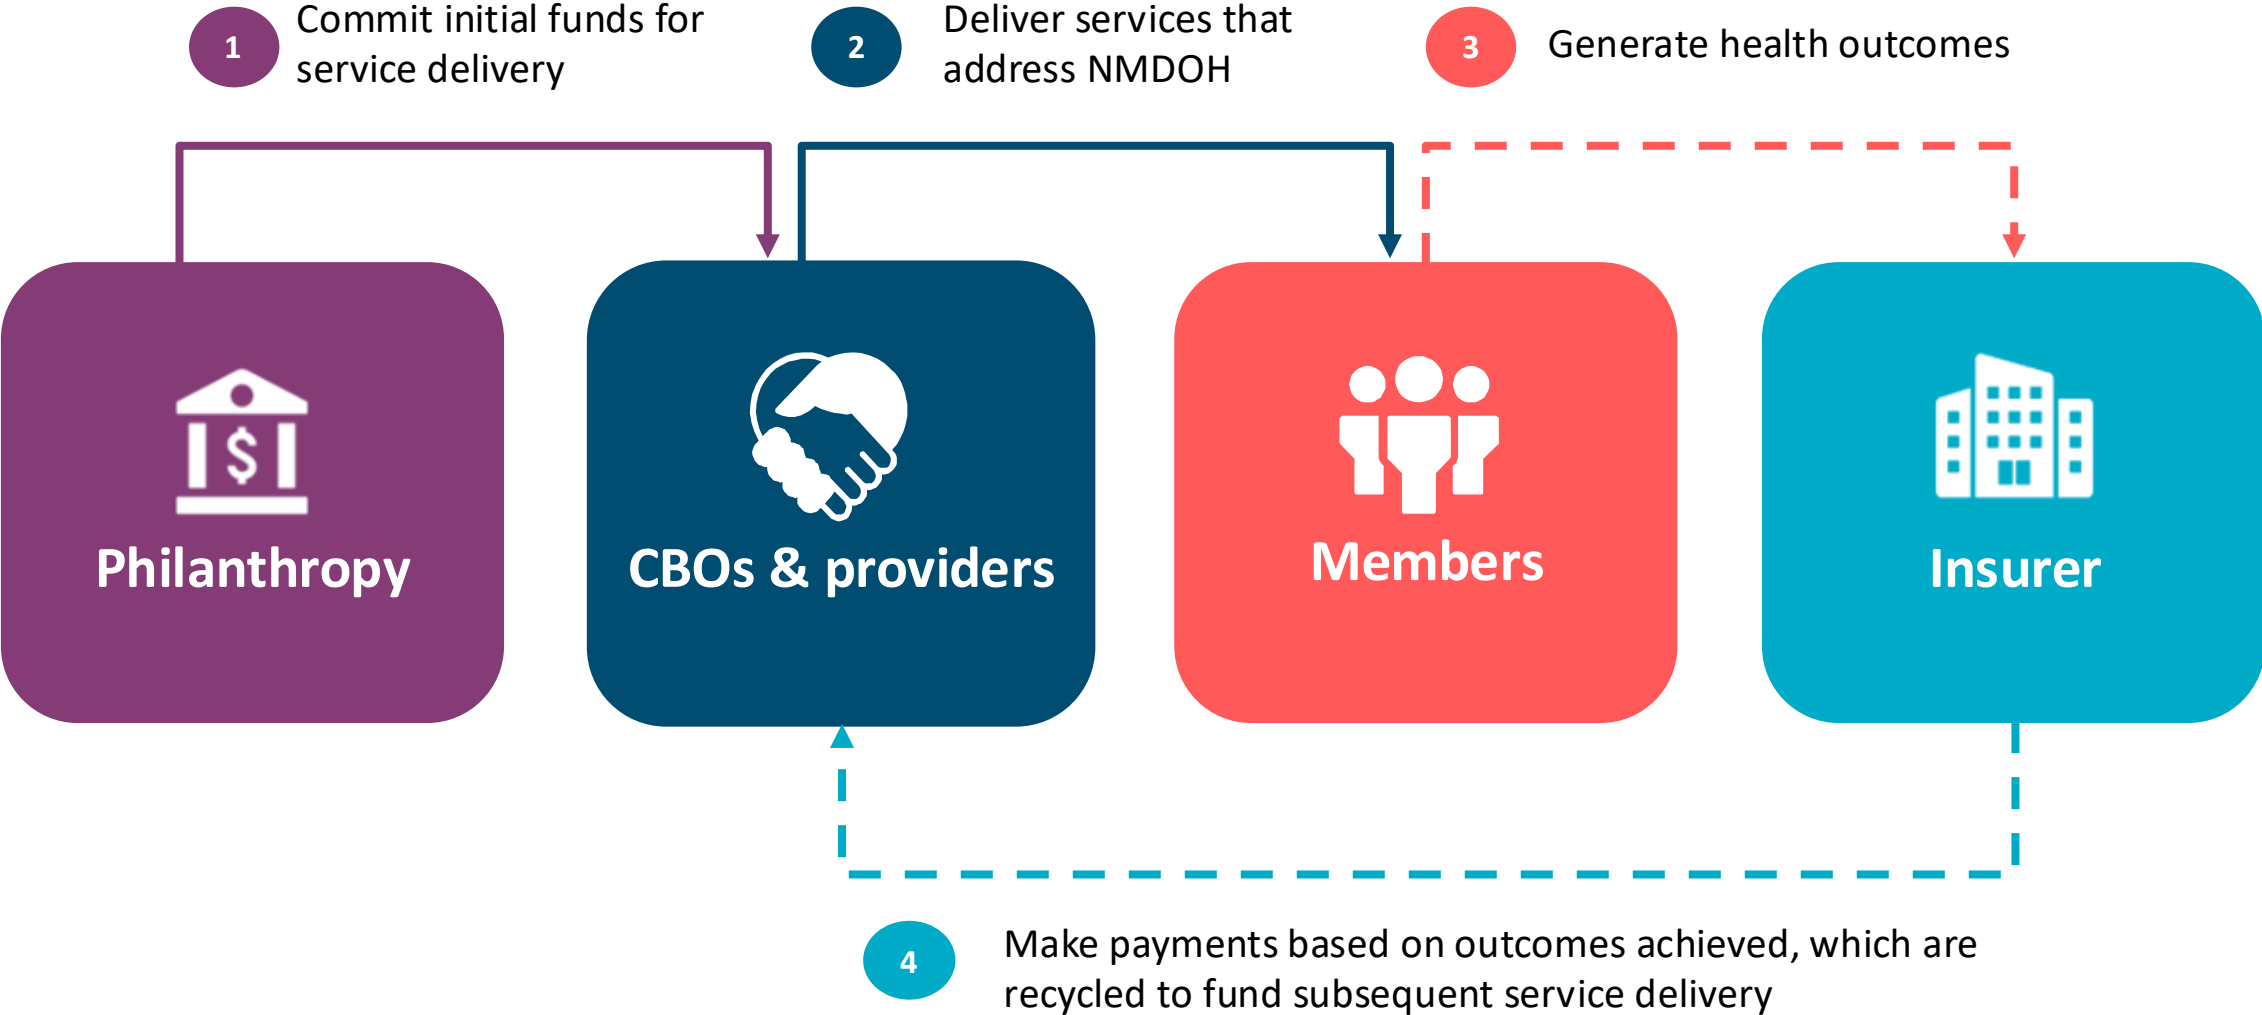 1
Commit initial funds for
service delivery
2
Deliver services that
address NMDOH
3
Generate health outcomes
$
Philanthropy
CBOs & providers
Members
Insurer
4
Make payments based on outcomes achieved, which are
recycled to fund subsequent service delivery